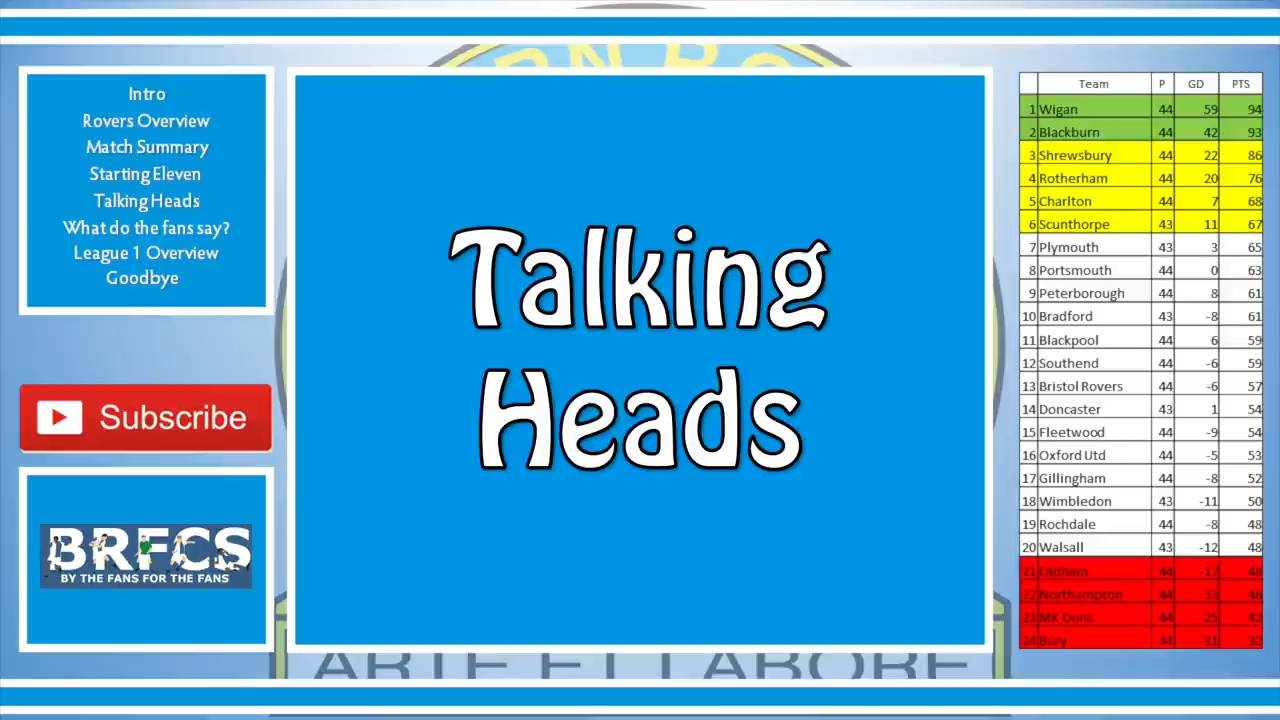 RN RO
Intro
Rovers Overview
Match Summary
Starting Eleven
Talking Heads
What do the fans say?
League 1 Overview
Goodbye
Subscribe
BRFCS
BY THE FANS FOR THE FANS
Talking
Heads
Team P GD PTS
1 Wigan 44 59 94
2 Blackburn 44 42 93
3 Shrewsbury 44 22 86
4 Rotherham 44 20 76
5 Charlton 44 7 68
6 Scunthorpe 43 11 67
7 Plymouth 43 3 65
8 Portsmouth 44 0 63
9 Peterborough 44 8 61
10 Bradford 43 -8 61
11 Blackpool 44 6 59
12 Southend 44 -6 59
13 Bristol Rovers 44 -6 57
14 Doncaster 43 1 54
15 Fleetwood 44 -9 54
16 Oxford Utd 44 -5 53
17 Gillingham 44 -8 52
18 Wimbledon 43 -11 50
19 Rochdale 44 -8 48
20 Walsall 43 -12 48
21 Oldham 44 -17 48
22 Northampton 44 -33 46
23 MK Dons 44 -25 42
24 Bury 44 -31 32
ARTE ET LABORE